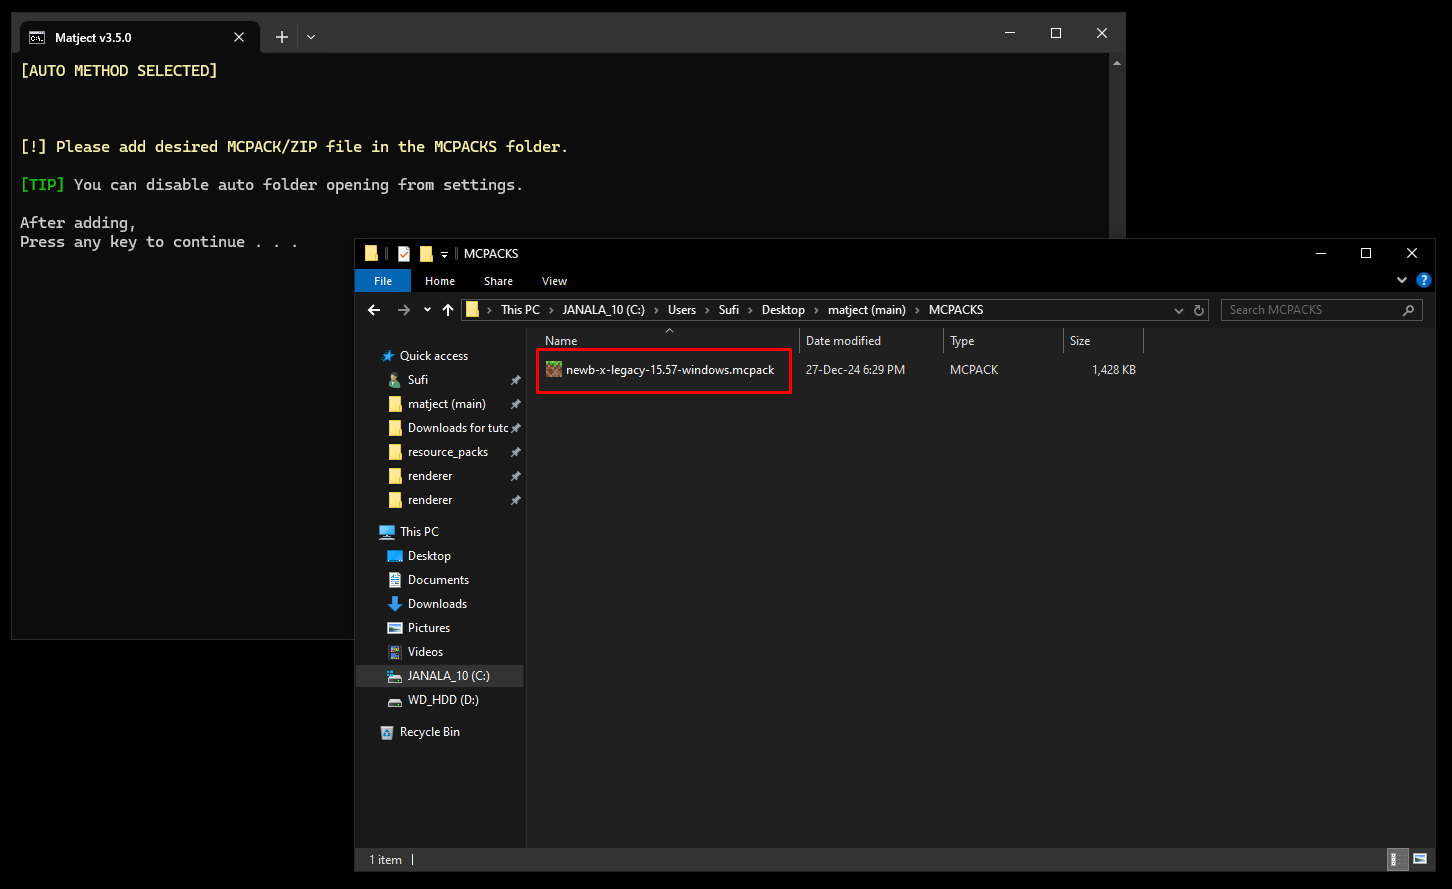 Matject v3.5.0
[AUTO METHOD SELECTED]
[!] Please add desired MCPACK/ZIP file in the MCPACKS folder.
[TIP] You can disable auto folder opening from settings.
After adding,
Press any key to continue . . .
MCPACKS
File Home Share View
This PC › JANALA_10 (C:) › Users › Sufi › Desktop › matject (main) › MCPACKS
Search MCPACKS
Name Date modified Type Size
newb-x-legacy-15.57-windows.mcpack 27-Dec-24 6:29 PM MCPACK 1,428 KB
Quick access
Sufi
matject (main)
Downloads for tutc
resource_packs
renderer
renderer
This PC
Desktop
Documents
Downloads
Pictures
Videos
JANALA_10 (C:)
WD_HDD (D:)
Recycle Bin
1 item